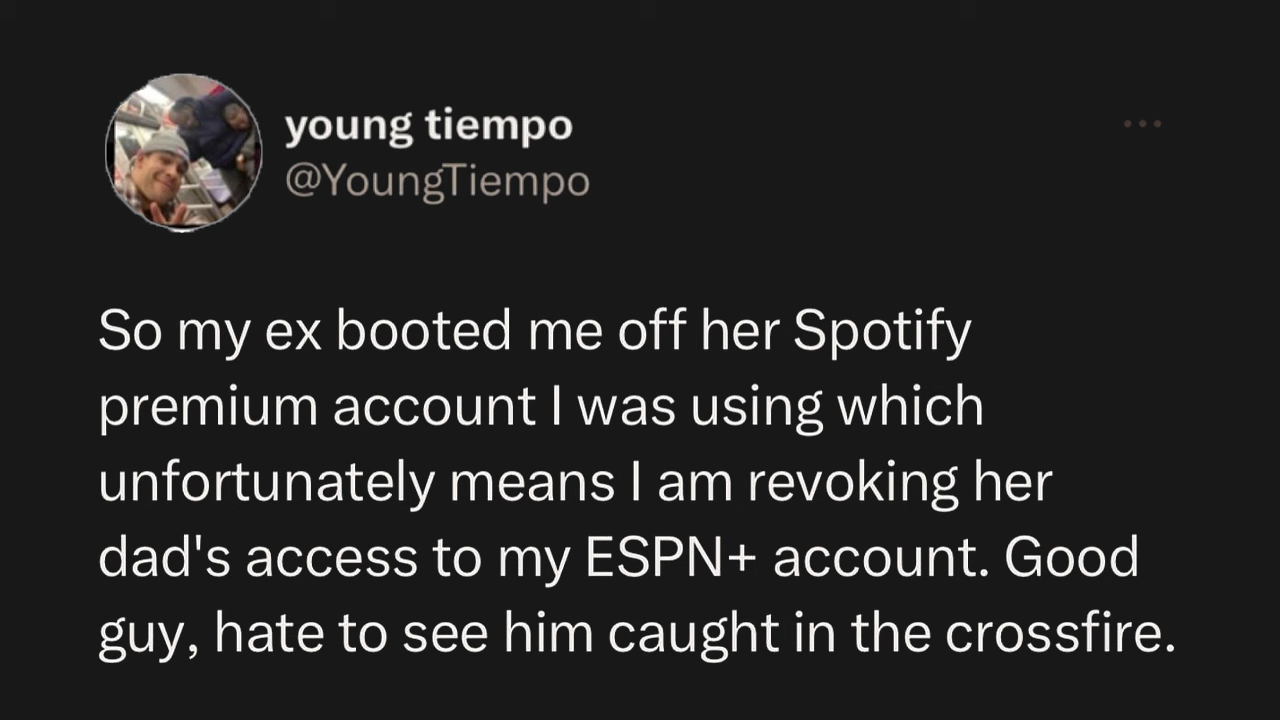 young tiempo
@YoungTiempo
So my ex booted me off her Spotify
premium account I was using which
unfortunately means I am revoking her
dad's access to my ESPN+ account. Good
guy, hate to see him caught in the crossfire.